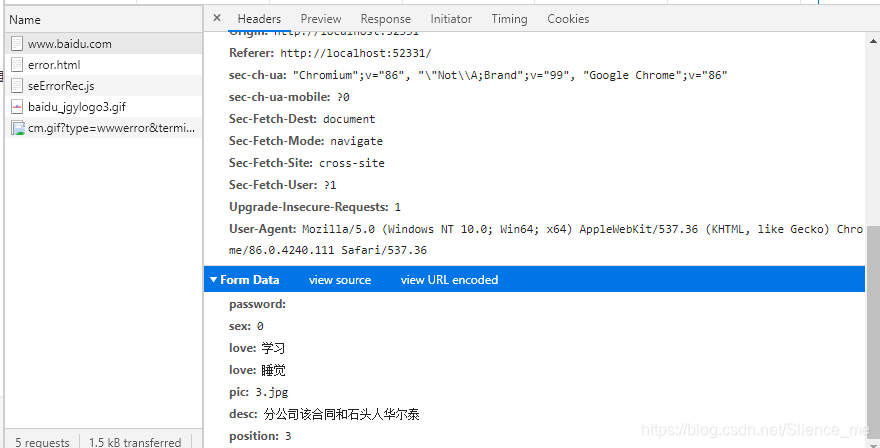 Name
× Headers Preview Response Initiator Timing Cookies
www.baidu.com
error.html
seErrorRec.js
baidu_jgylogo3.gif
cm.gif?type=wwwerror&termi...
5 requests 1.5 kB transferred
Origin: http://localhost:52331
Referer: http://localhost:52331/
sec-ch-ua: "Chromium";v="86", "\"Not\\A;Brand";v="99", "Google Chrome";v="86"
sec-ch-ua-mobile: ?0
Sec-Fetch-Dest: document
Sec-Fetch-Mode: navigate
Sec-Fetch-Site: cross-site
Sec-Fetch-User: ?1
Upgrade-Insecure-Requests: 1
User-Agent: Mozilla/5.0 (Windows NT 10.0; Win64; x64) AppleWebKit/537.36 (KHTML, like Gecko) Chro
me/86.0.4240.111 Safari/537.36
Form Data view source view URL encoded
password:
sex: 0
love: 学习
love: 睡觉
pic: 3.jpg
desc: 分公司该合同和石头人华尔泰
position: 3
https://blog.csdn.net/Slience_me